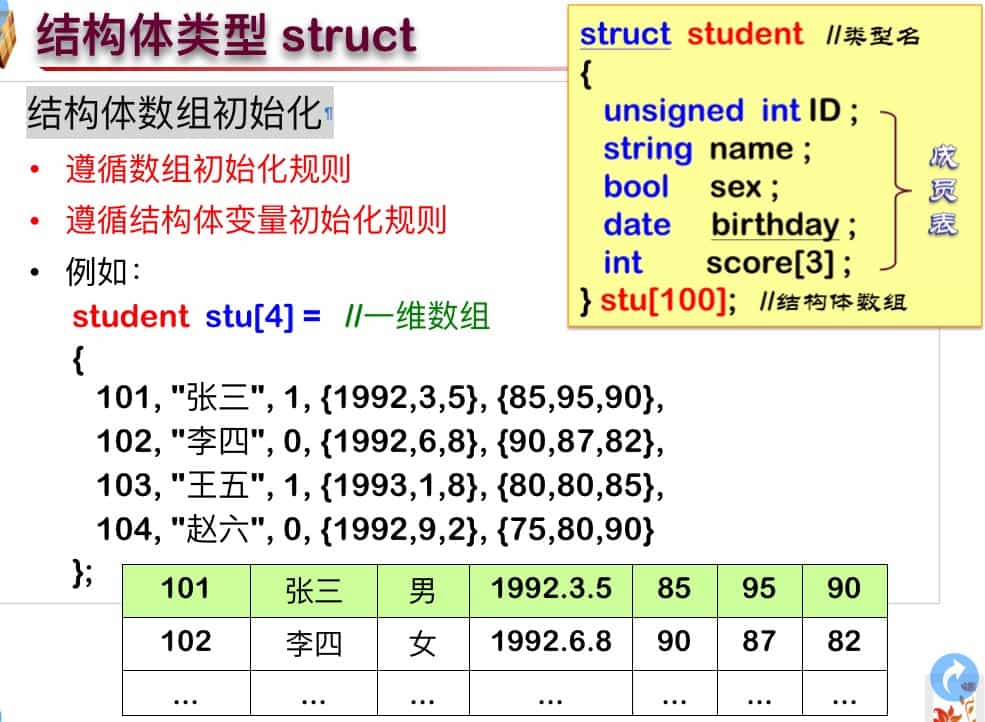 结构体类型 struct
结构体数组初始化
• 遵循数组初始化规则
• 遵循结构体变量初始化规则
• 例如：
student stu[4] = //一维数组
{
101, "张三", 1, {1992,3,5}, {85,95,90},
102, "李四", 0, {1992,6,8}, {90,87,82},
103, "王五", 1, {1993,1,8}, {80,80,85},
104, "赵六", 0, {1992,9,2}, {75,80,90}
};
struct student //类型名
{
unsigned int ID ;
string name ;
bool sex ;
date birthday ;
int score[3] ;
} stu[100]; //结构体数组
成员表
101 张三 男 1992.3.5 85 95 90
102 李四 女 1992.6.8 90 87 82
... ... ... ... ... ... ...